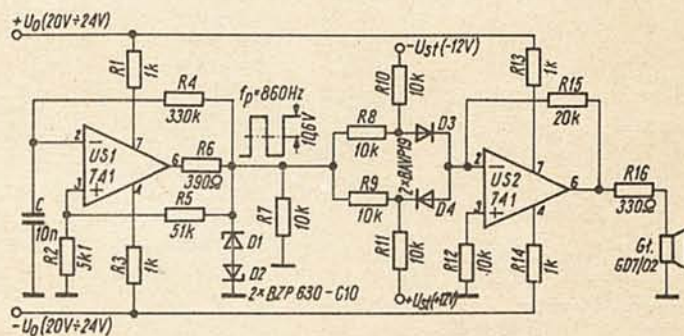 +U₀(20V÷24V)
R1
1k
R4
330k
fp=860Hz
10,6V
-Ust(-12V)
R10
10k
R13
1k
R15
20k
R8
10k
D3
2×BAVP19
2
7
-
US1
741
+
3
4
6
R6
390Ω
R5
51k
R9
10k
D4
2
7
-
US2
741
+
3
4
6
R16
330Ω
C
10n
R2
5k1
R3
1k
D1
D2
2×BZP 630-C10
R7
10k
R11
10k
+Ust(+12V)
R12
10k
R14
1k
Gł.
GD7/02
-U₀(20V÷24V)